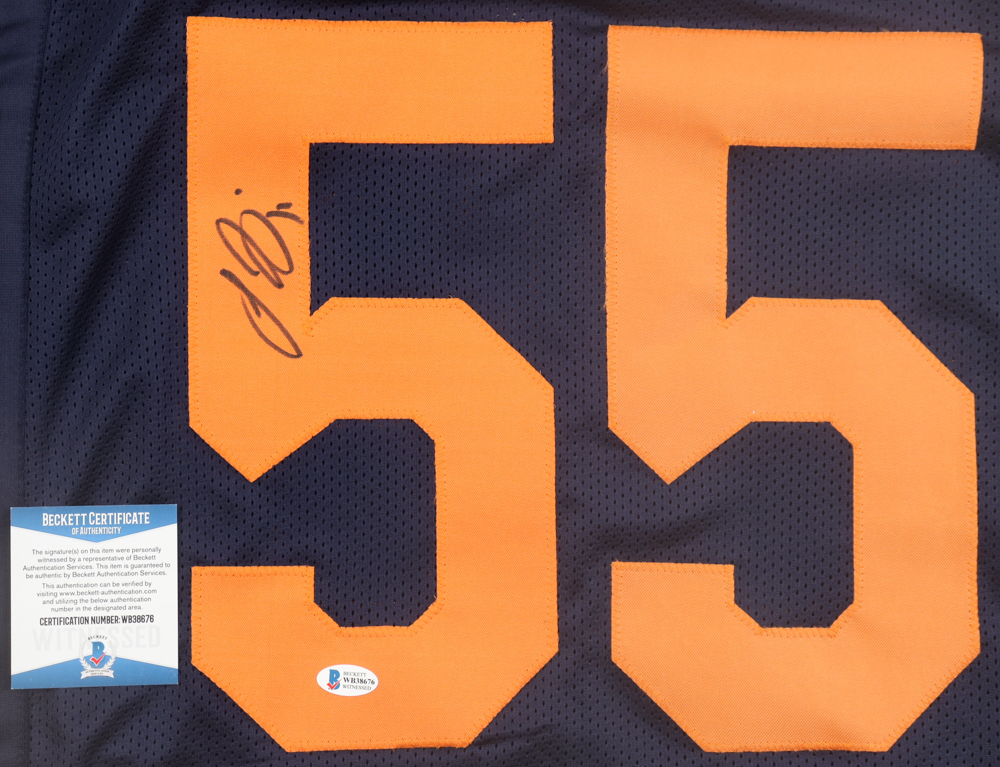 55
BECKETT CERTIFICATE
OF AUTHENTICITY
The signature(s) on this item were personally
witnessed by a representative of Beckett
Authentication Services. This item is guaranteed to
be authentic by Beckett Authentication Services.
This authentication can be verified by
visiting www.beckett-authentication.com
and utilizing the below authentication
number in the designated area.
CERTIFICATION NUMBER: WB38676
WITNESSED
BECKETT
B
B
BECKETT
WB38676
WITNESSED